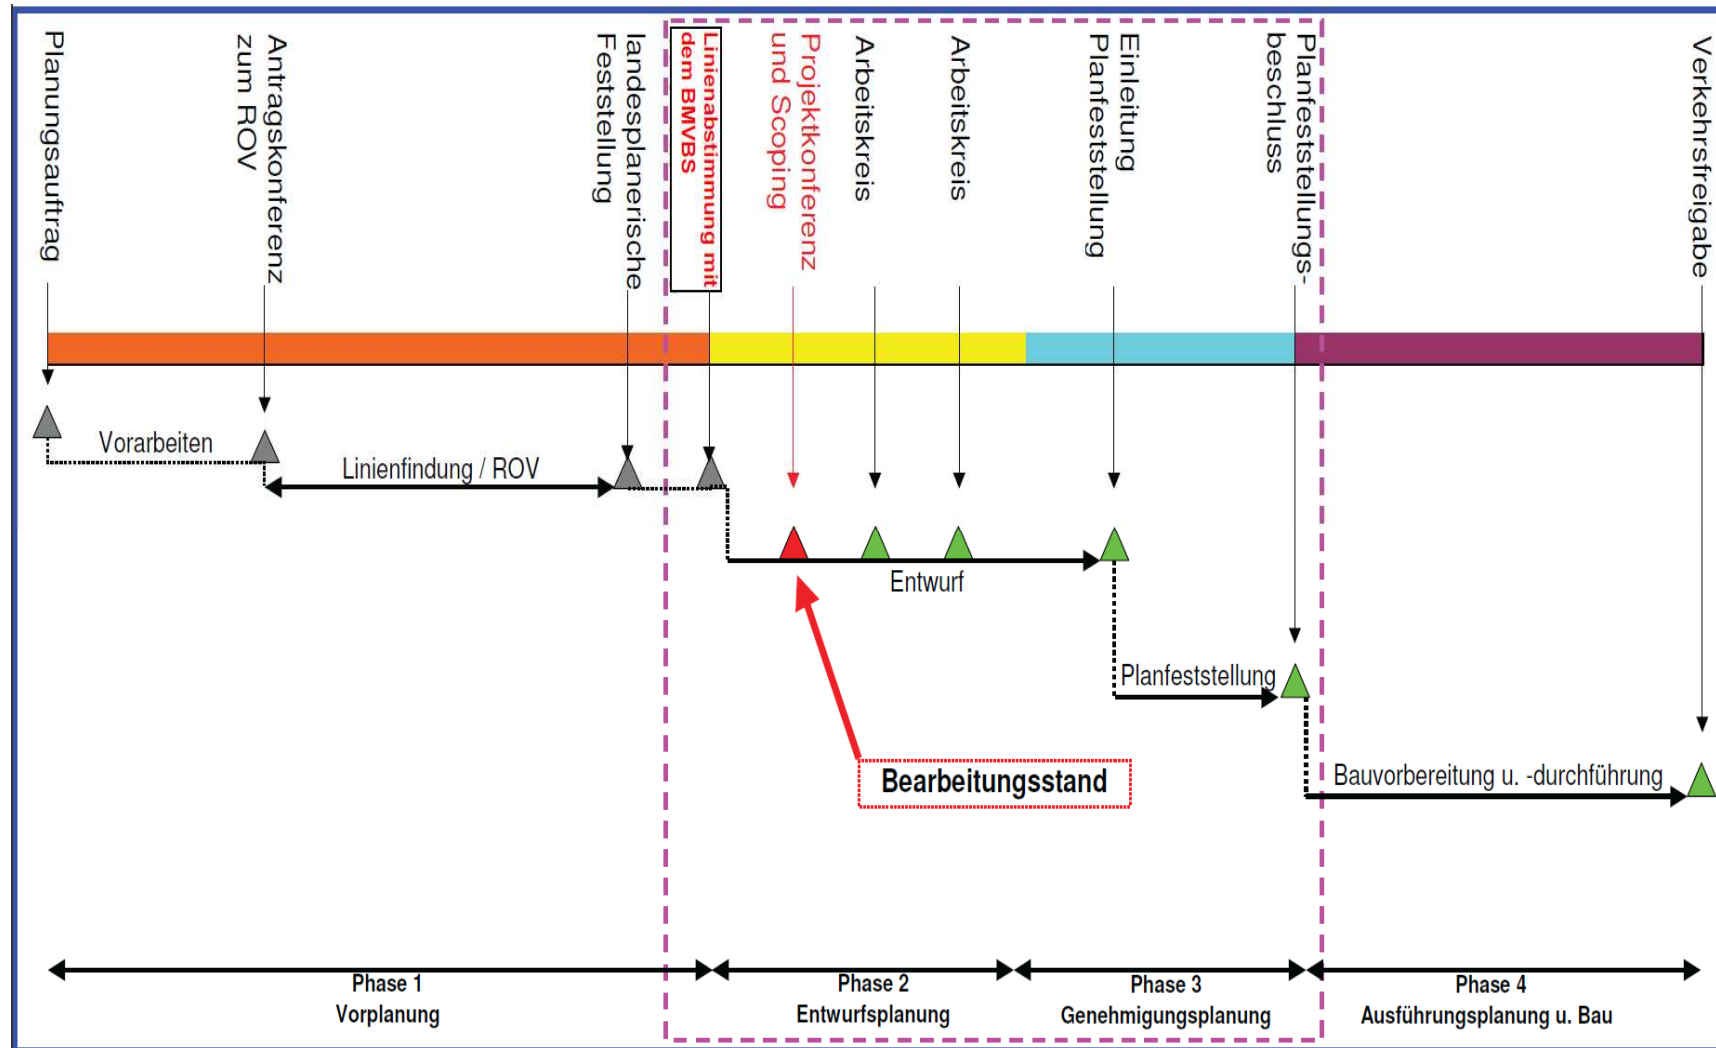 Planungsauftrag
Antragskonferenz
zum ROV
landesplanerische
Feststellung
Linienabstimmung mit
dem BMVBS
Projektkonferenz
und Scoping
Arbeitskreis
Arbeitskreis
Einleitung
Planfeststellung
Planfeststellungs-
beschluss
Verkehrsfreigabe
Vorarbeiten
Linienfindung / ROV
Entwurf
Planfeststellung
Bearbeitungsstand
Bauvorbereitung u. -durchführung
Phase 1
Vorplanung
Phase 2
Entwurfsplanung
Phase 3
Genehmigungsplanung
Phase 4
Ausführungsplanung u. Bau